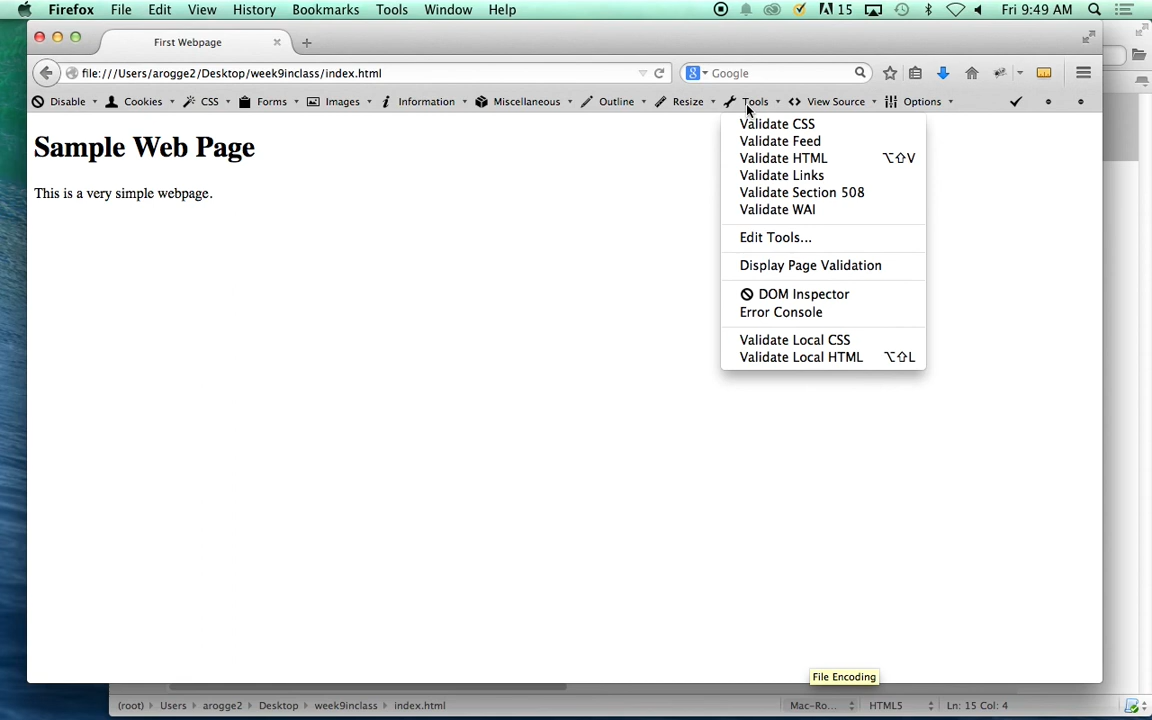 Firefox File Edit View History Bookmarks Tools Window Help 15 Fri 9:49 AM
First Webpage
file:///Users/arogge2/Desktop/week9inclass/index.html Google
Disable Cookies CSS Forms Images Information Miscellaneous Outline Resize Tools View Source Options
Sample Web Page
This is a very simple webpage.
Validate CSS
Validate Feed
Validate HTML ⌥⇧V
Validate Links
Validate Section 508
Validate WAI
Edit Tools...
Display Page Validation
DOM Inspector
Error Console
Validate Local CSS
Validate Local HTML ⌥⇧L
File Encoding
(root) Users arogge2 Desktop week9inclass index.html Mac-Ro... HTML5 Ln: 15 Col: 4